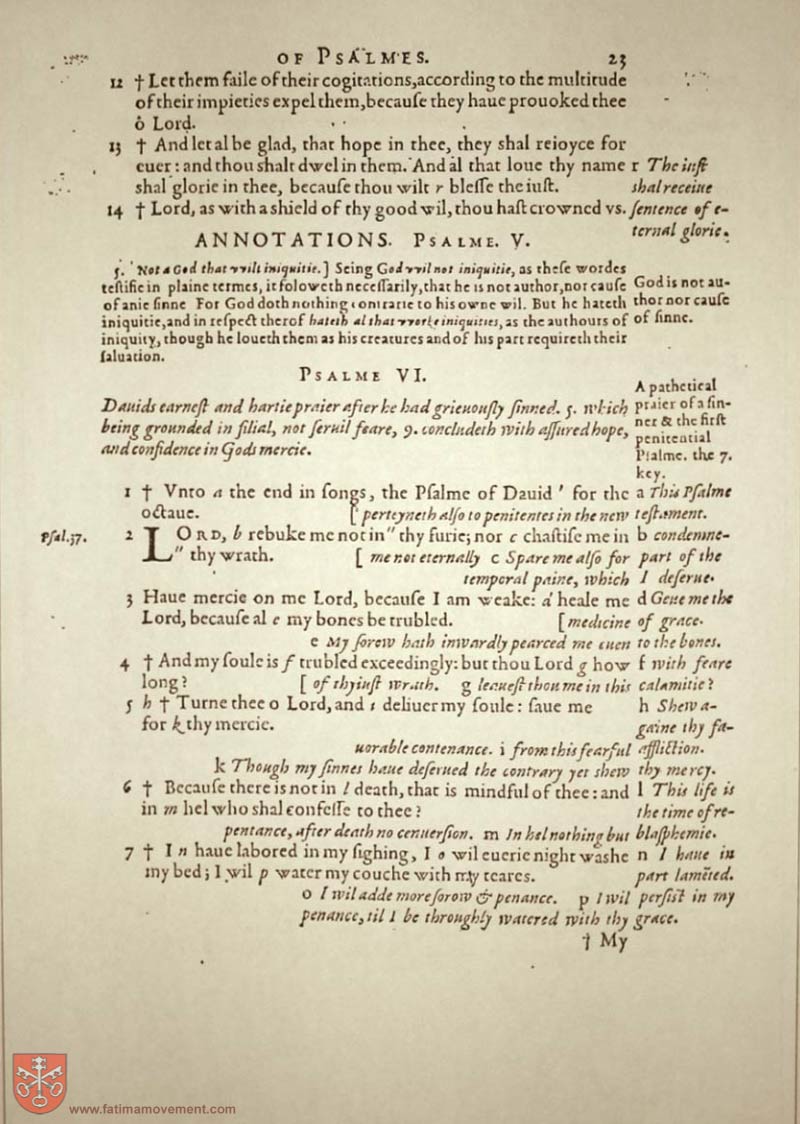 OF PSALMES. 23
12 † Let them faile of their cogitations, according to the multitude
of their impieties expel them, becauſe they haue prouoked thee
ô Lord.
13 † And let al be glad, that hope in thee, they shal reioyce for
euer: and thou shalt dwel in them. And al that loue thy name r The iuſt
shal glorie in thee, becauſe thou wilt r bleſſe the iuſt. shal receiue
14 † Lord, as with a shield of thy good wil, thou haſt crowned vs. ſentence of e-
ternal glorie.
ANNOTATIONS. PSALME. V.
5. Not a God that vvilt iniquitie.] Seing God vvil not iniquitie, as theſe wordes
teſtifie in plaine termes, it foloweth neceſſarily, that he is not author, nor cauſe God is not au-
of anie ſinne For God doth nothing contrarie to his owne wil. But he hateth thor nor cauſe
iniquitie, and in reſpect therof hateth al that vvorke iniquities, as the authours of of ſinne.
iniquity, though he loueth them as his creatures and of his part requireth their
ſaluation.
PSALME VI.
A pathetical
Dauids earneſt and hartie praier after he had grieuouſly ſinned. 5. which praier of a ſin-
being grounded in filial, not ſeruil feare, 9. concludeth with aſſured hope, ner & the firſt
and confidence in Gods mercie. penitential
Pſalme. the 7.
key.
1 † Vnto a the end in ſongs, the Pſalme of Dauid ' for the a This Pſalme
octaue. [ perteyneth alſo to penitentes in the new teſtament.
Pſal. 37. 2 LORD, b rebuke me not in " thy furie; nor c chaſtiſe me in b condemne-
" thy wrath. [ me not eternally c Spare me alſo for part of the
temporal paine, which I deſerue.
3 Haue mercie on me Lord, becauſe I am weake: d heale me d Geue me the
Lord, becauſe al e my bones be trubled. [ medicine of grace.
e My ſorow hath inwardly pearced me euen to the bones.
4 † And my ſoule is f trubled exceedingly: but thou Lord g how f with feare
long? [ of thy iuſt wrath. g leaueſt thou me in this calamitie?
5 h † Turne thee o Lord, and i deliuer my ſoule: ſaue me h Shew a-
for k thy mercie. gaine thy fa-
uorable contenance. i from this fearful affliction.
k Though my ſinnes haue deſerued the contrary yet shew thy mercy.
6 † Becauſe there is not in l death, that is mindful of thee: and l This life is
in m hel who shal confeſſe to thee? the time of re-
pentance, after death no cenuerſion. m In hel nothing but blaſphemie.
7 † I n haue labored in my ſighing, I o wil euerie night washe n I haue in
my bed; I wil p water my couche with my teares. part lamēted.
o I wil adde more ſorow & penance. p I wil perſiſt in my
penance, til I be throughly watered with thy grace.
† My
www.fatimamovement.com